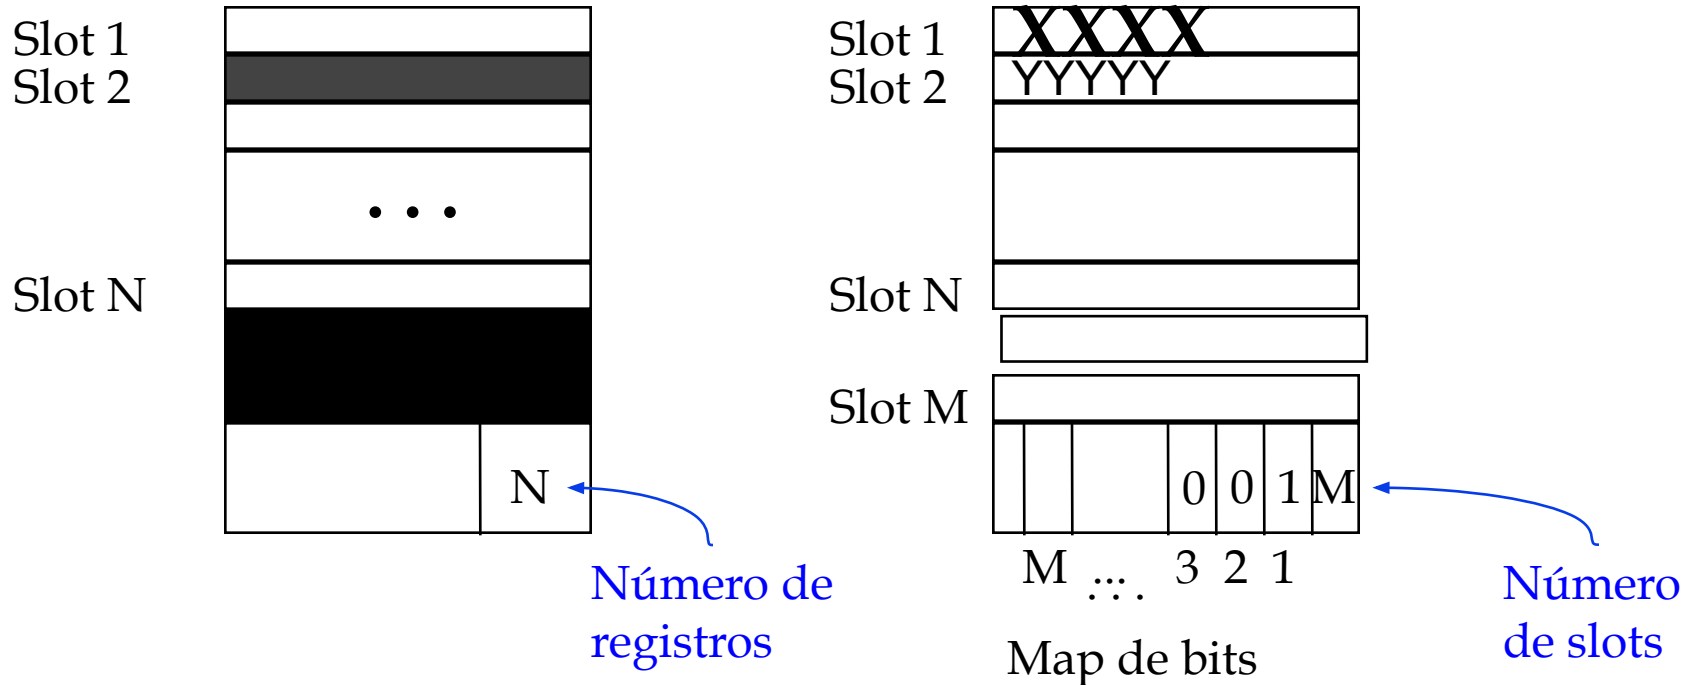 Slot 1
Slot 2
. . .
Slot N
N
Número de
registros
Slot 1
XXXX
Slot 2
YYYYY
Slot N
Slot M
0 0 1 M
M ... 3 2 1
. . .
Map de bits
Número
de slots